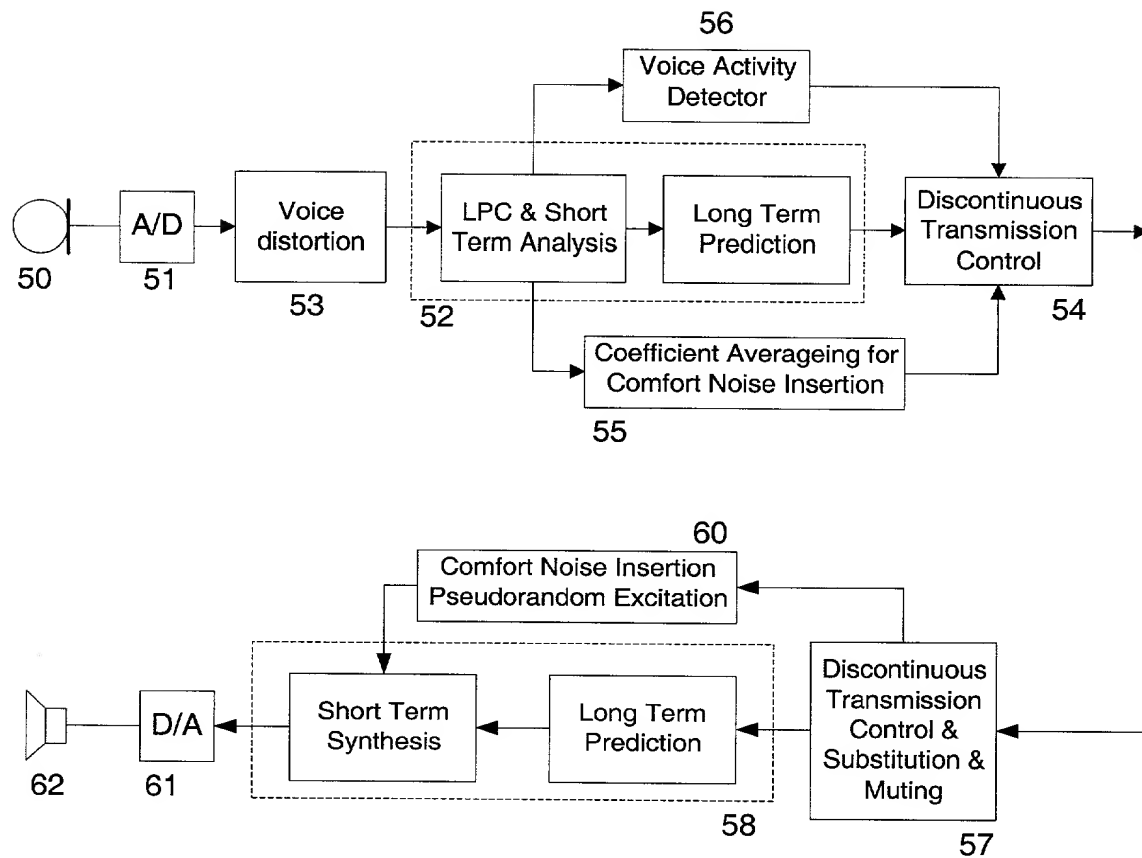 56
Voice Activity
Detector
A/D
Voice
distortion
LPC & Short
Term Analysis
Long Term
Prediction
Discontinuous
Transmission
Control
50
51
53
52
54
Coefficient Averageing for
Comfort Noise Insertion
55
60
Comfort Noise Insertion
Pseudorandom Excitation
D/A
Short Term
Synthesis
Long Term
Prediction
Discontinuous
Transmission
Control &
Substitution &
Muting
62
61
58
57